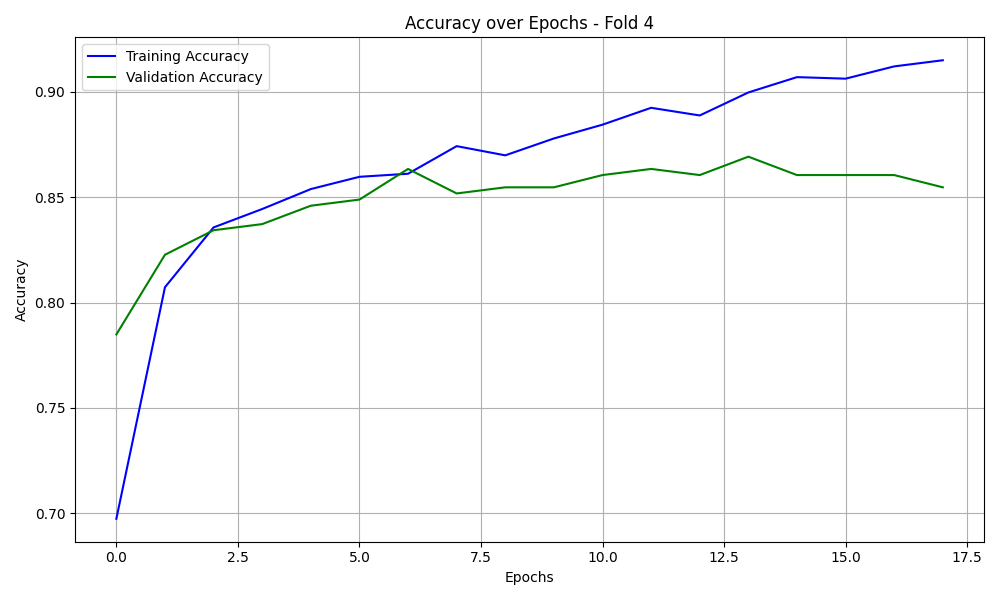 Accuracy over Epochs - Fold 4
Training Accuracy
Validation Accuracy
0.90
0.85
0.80
0.75
0.70
Accuracy
0.0 2.5 5.0 7.5 10.0 12.5 15.0 17.5
Epochs